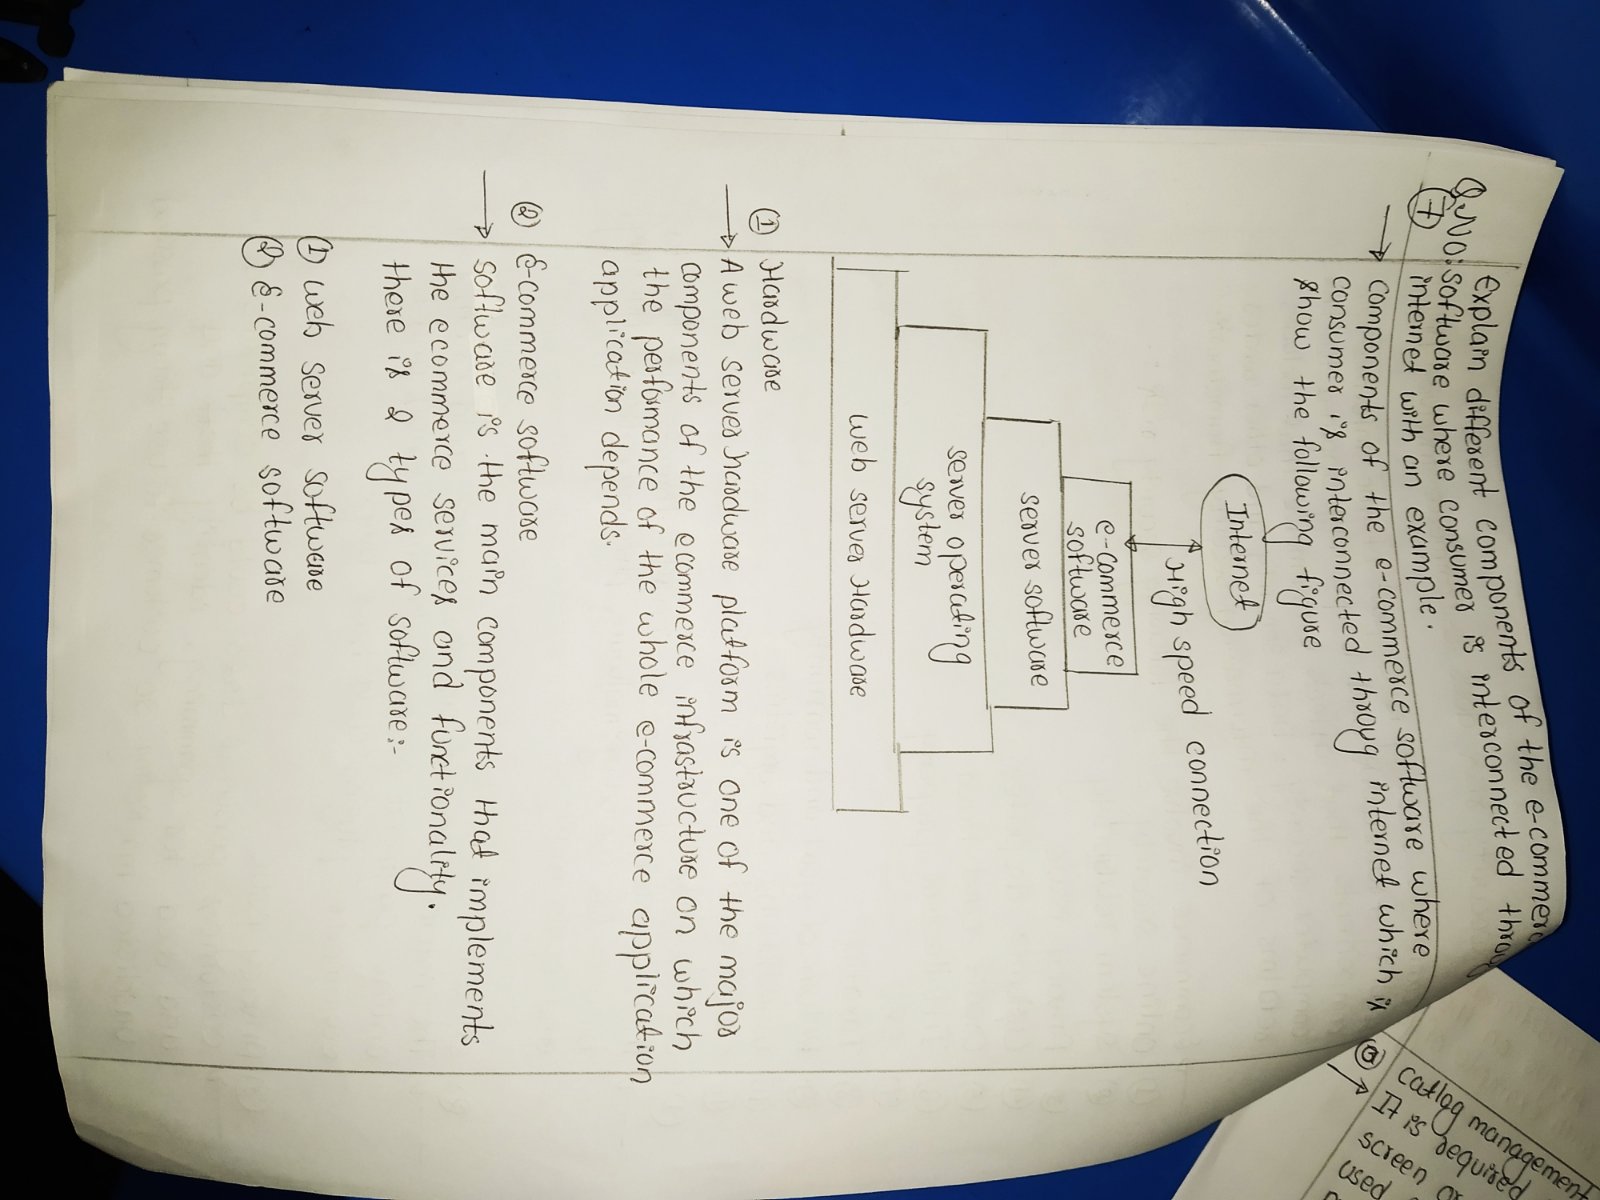 Explain different components of the e-commerc
Q.NO: software where consumer is interconnected throug
⑦ internet with an example.
→ components of the e-commerce software where
consumer is interconnected throug internet which is
show the following figure
Internet
High speed connection
e-commerce
software
server software
server operating
system
web server Hardware
① Hardware
→ A web server hardware platform is one of the major
components of the ecommerce infrastructure on which
the performance of the whole e-commerce application
application depends.
② E-commerce software
→ software is the main components that implements
the ecommerce services and functionality.
there is 2 types of software:-
① web server software
② E-commerce software
③ catlog management
→ It is required
screen or
used